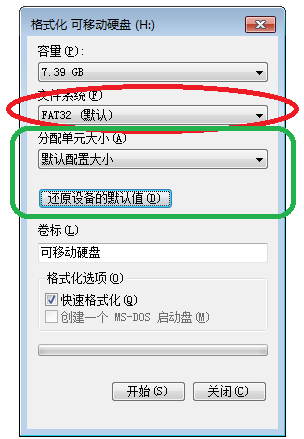 格式化 可移动硬盘 (H:)
容量(P):
7.39 GB
文件系统(F)
FAT32 (默认)
分配单元大小(A)
默认配置大小
还原设备的默认值(D)
卷标(L)
可移动硬盘
格式化选项(O)
快速格式化(Q)
创建一个 MS-DOS 启动盘(M)
开始(S)
关闭(C)